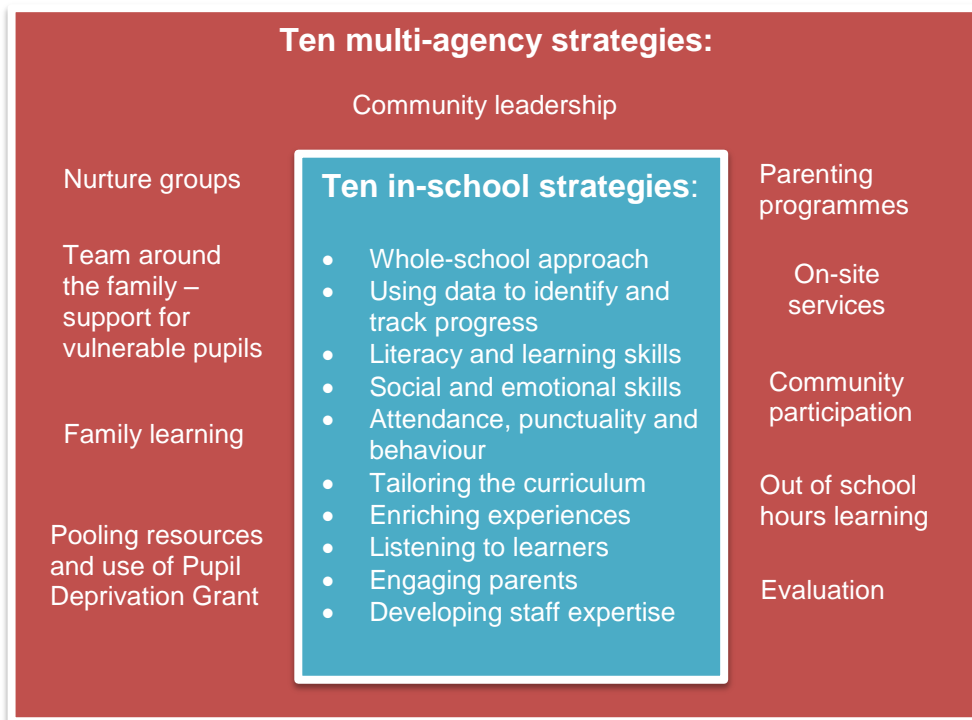 Ten multi-agency strategies:
Community leadership
Nurture groups
Team around
the family –
support for
vulnerable pupils
Family learning
Pooling resources
and use of Pupil
Deprivation Grant
Ten in-school strategies:
• Whole-school approach
• Using data to identify and
track progress
• Literacy and learning skills
• Social and emotional skills
• Attendance, punctuality and
behaviour
• Tailoring the curriculum
• Enriching experiences
• Listening to learners
• Engaging parents
• Developing staff expertise
Parenting
programmes
On-site
services
Community
participation
Out of school
hours learning
Evaluation